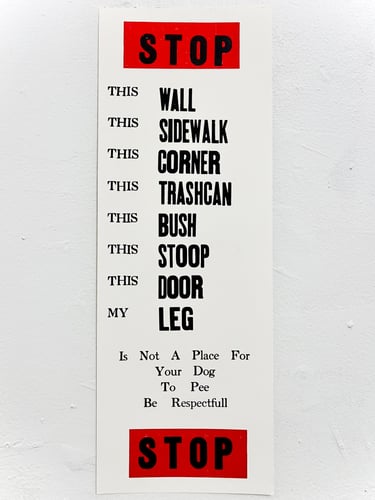 STOP
THIS WALL
THIS SIDEWALK
THIS CORNER
THIS TRASHCAN
THIS BUSH
THIS STOOP
THIS DOOR
MY LEG
Is Not A Place For
Your Dog
To Pee
Be Respectfull
STOP